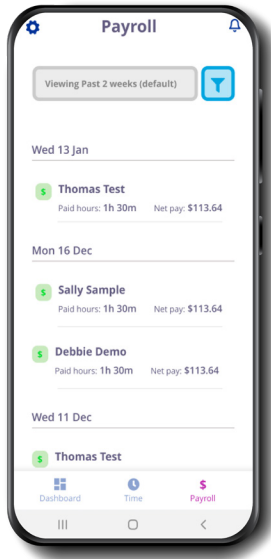 Payroll
Viewing Past 2 weeks (default)
Wed 13 Jan
$ Thomas Test
Paid hours: 1h 30m Net pay: $113.64
Mon 16 Dec
$ Sally Sample
Paid hours: 1h 30m Net pay: $113.64
$ Debbie Demo
Paid hours: 1h 30m Net pay: $113.64
Wed 11 Dec
$ Thomas Test
$
Dashboard Time Payroll